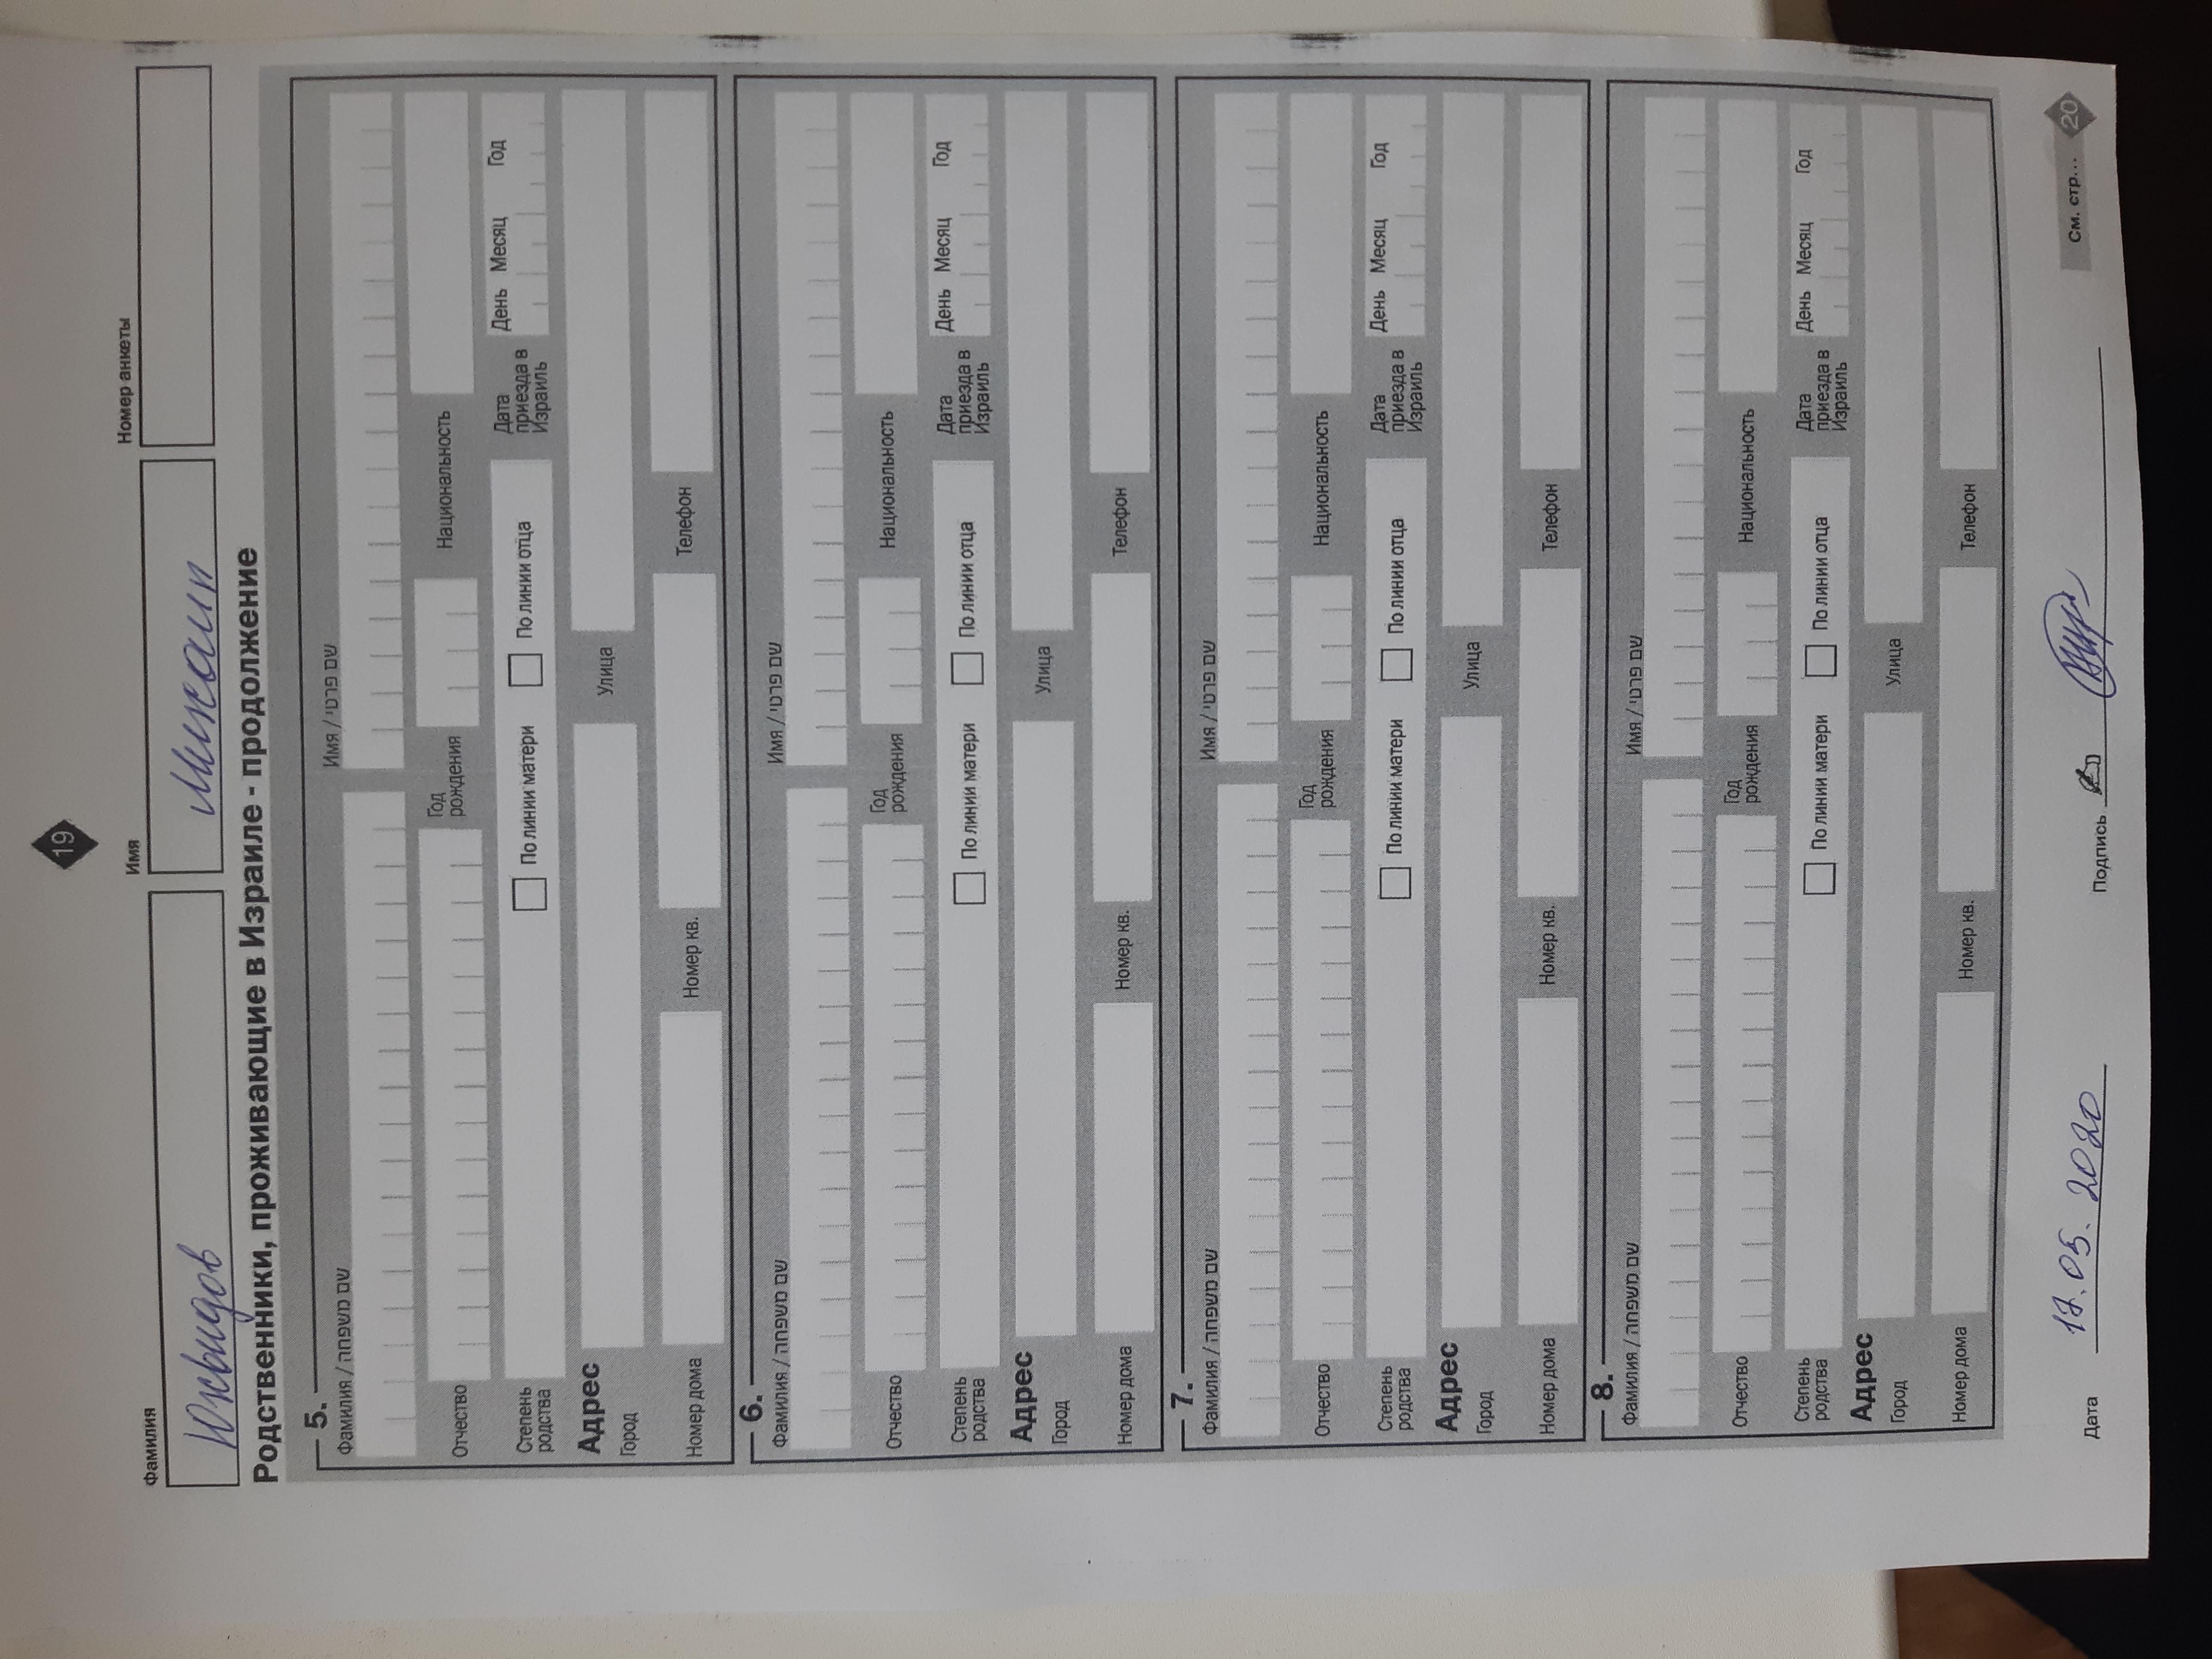 19
Фамилия Имя Номер анкеты
Юхвидов Михаил
Родственники, проживающие в Израиле - продолжение
5.
Фамилия / שם משפחה Имя / שם פרטי
Отчество Год рождения Национальность
Степень родства По линии матери По линии отца Дата приезда в Израиль День Месяц Год
Адрес
Город Улица
Номер дома Номер кв. Телефон
6.
Фамилия / שם משפחה Имя / שם פרטי
Отчество Год рождения Национальность
Степень родства По линии матери По линии отца Дата приезда в Израиль День Месяц Год
Адрес
Город Улица
Номер дома Номер кв. Телефон
7.
Фамилия / שם משפחה Имя / שם פרטי
Отчество Год рождения Национальность
Степень родства По линии матери По линии отца Дата приезда в Израиль День Месяц Год
Адрес
Город Улица
Номер дома Номер кв. Телефон
8.
Фамилия / שם משפחה Имя / שם פרטי
Отчество Год рождения Национальность
Степень родства По линии матери По линии отца Дата приезда в Израиль День Месяц Год
Адрес
Город Улица
Номер дома Номер кв. Телефон
Дата 17.05.2020 Подпись См. стр... 20